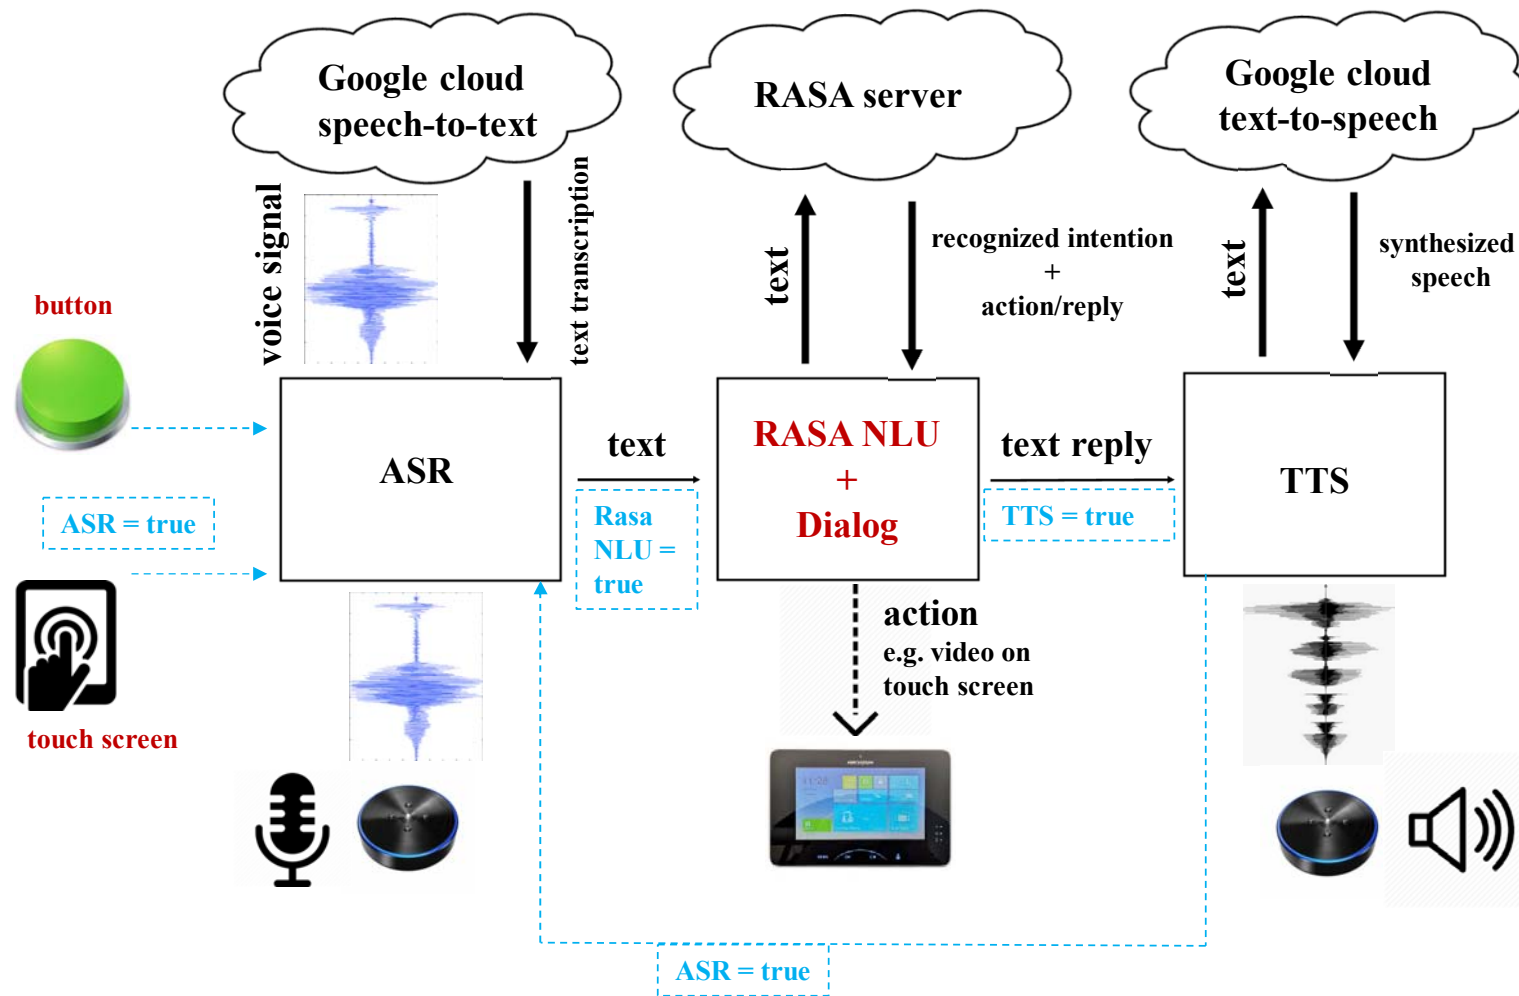 Google cloud
speech-to-text
RASA server
Google cloud
text-to-speech
voice signal
text transcription
text
recognized intention
+
action/reply
text
synthesized
speech
button
ASR
text
RASA NLU
+
Dialog
text reply
TTS
ASR = true
Rasa
NLU =
true
TTS = true
action
e.g. video on
touch screen
touch screen
ASR = true